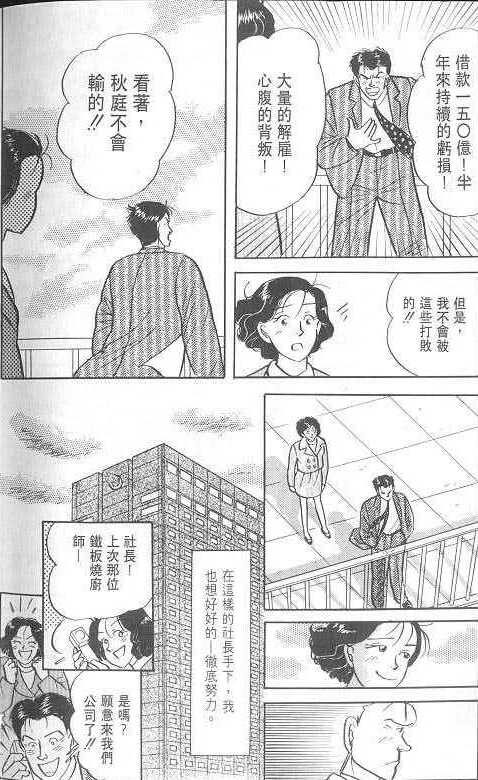 借款一五〇億！半
年來持續的虧損！
大量的解雇！
心腹的背叛！
看著，
秋庭不會
輸的!!
但是，
我不會被
這些打敗
的!!
在這樣的社長手下，我
也想好好的—徹底努力。
社長！
上次那位
鐵板燒廚
師—
是嗎？
願意來我們
公司了!!